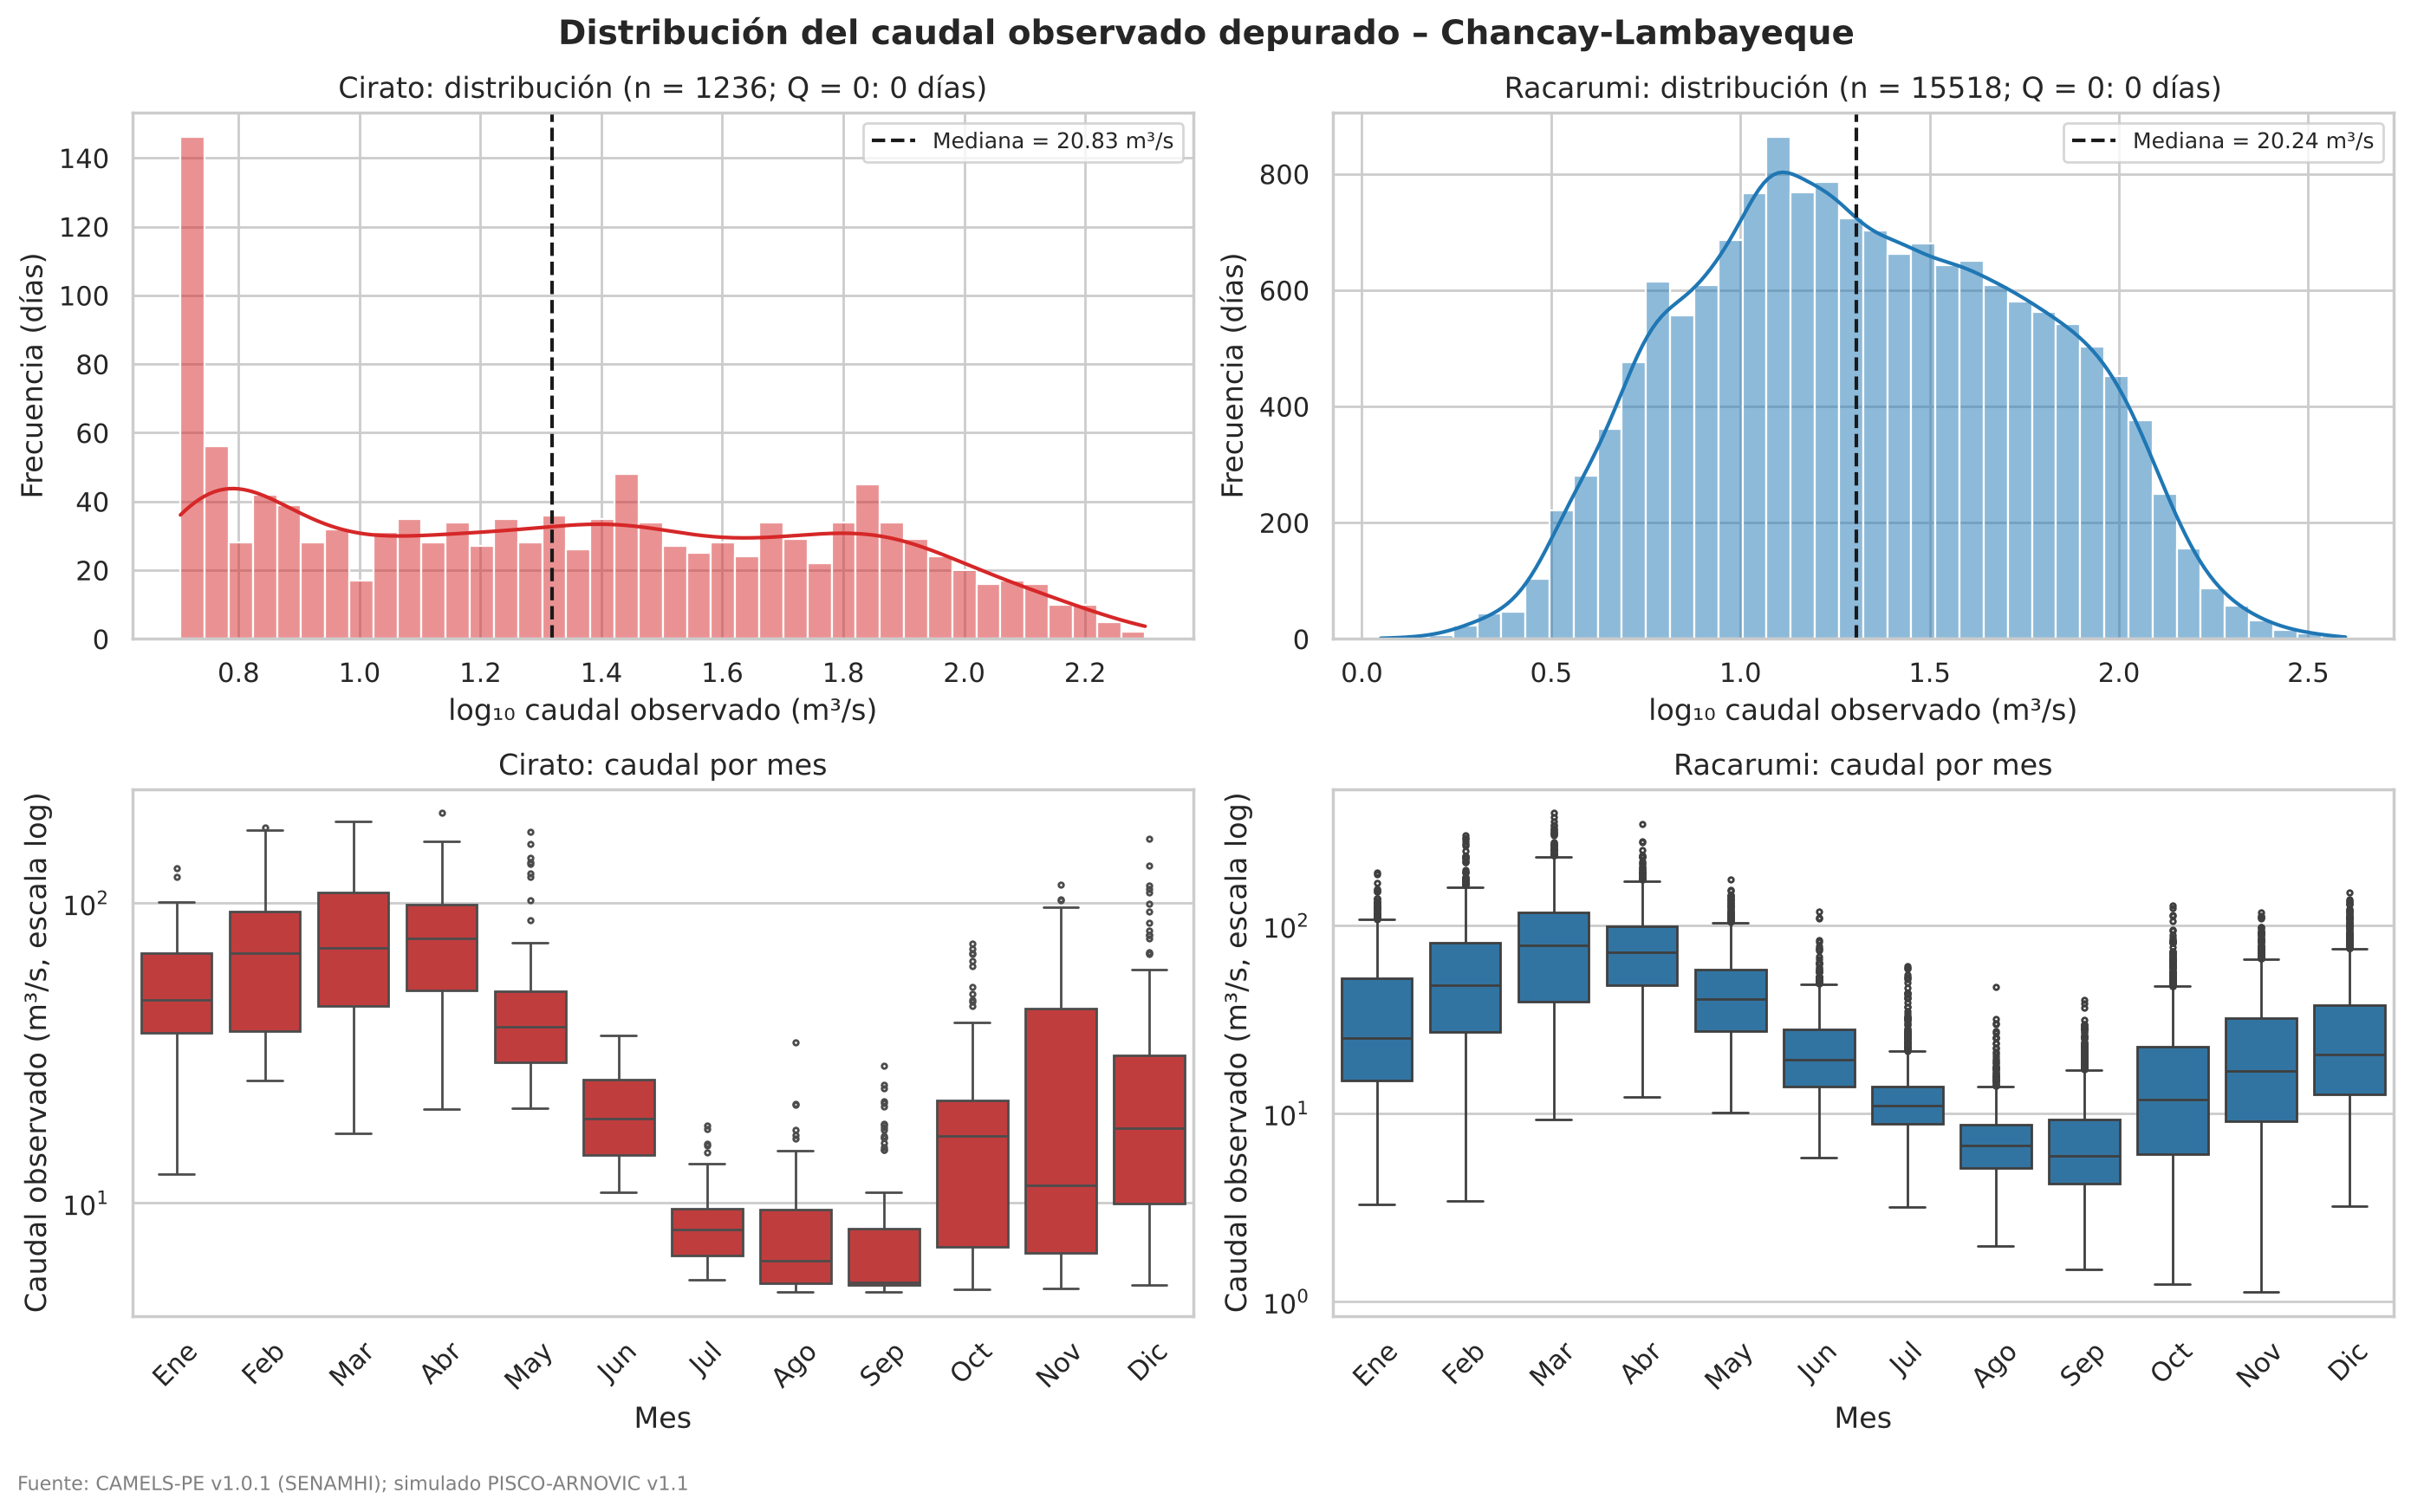 Distribución del caudal observado depurado – Chancay-Lambayeque
Cirato: distribución (n = 1236; Q = 0: 0 días)
Mediana = 20.83 m³/s
Frecuencia (días)
140
120
100
80
60
40
20
0
0.8 1.0 1.2 1.4 1.6 1.8 2.0 2.2
log₁₀ caudal observado (m³/s)
Racarumi: distribución (n = 15518; Q = 0: 0 días)
Mediana = 20.24 m³/s
Frecuencia (días)
800
600
400
200
0
0.0 0.5 1.0 1.5 2.0 2.5
log₁₀ caudal observado (m³/s)
Cirato: caudal por mes
Caudal observado (m³/s, escala log)
10²
10¹
Ene Feb Mar Abr May Jun Jul Ago Sep Oct Nov Dic
Mes
Racarumi: caudal por mes
Caudal observado (m³/s, escala log)
10²
10¹
10⁰
Ene Feb Mar Abr May Jun Jul Ago Sep Oct Nov Dic
Mes
Fuente: CAMELS-PE v1.0.1 (SENAMHI); simulado PISCO-ARNOVIC v1.1